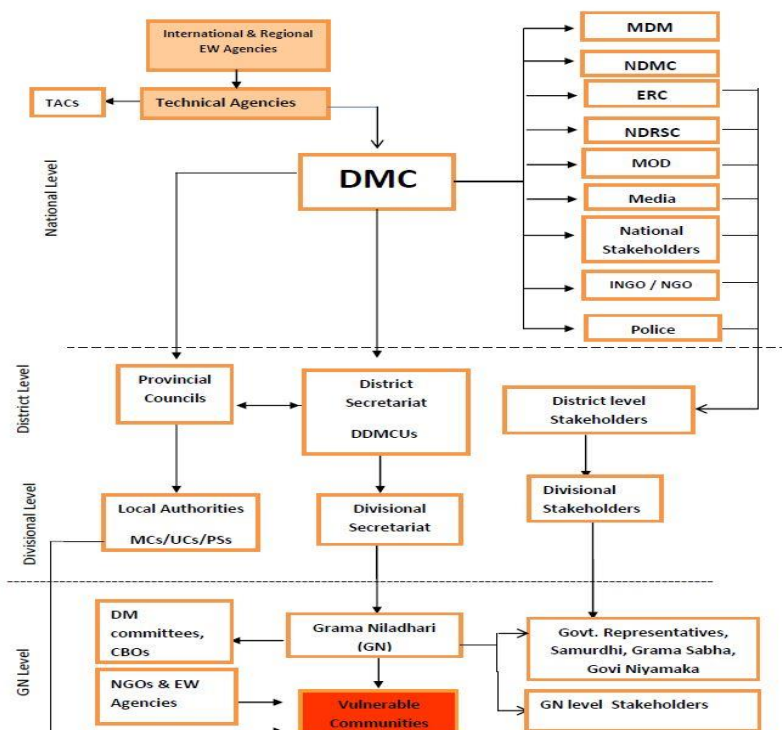 International & Regional
EW Agencies
TACs
Technical Agencies
DMC
MDM
NDMC
ERC
NDRSC
MOD
Media
National
Stakeholders
INGO / NGO
Police
National Level
Provincial
Councils
District
Secretariat
DDMCUs
District level
Stakeholders
District Level
Local Authorities
MCs/UCs/PSs
Divisional
Secretariat
Divisional
Stakeholders
Divisional Level
DM
committees,
CBOs
Grama Niladhari
(GN)
Govt. Representatives,
Samurdhi, Grama Sabha,
Govi Niyamaka
NGOs & EW
Agencies
Vulnerable
Communities
GN level Stakeholders
GN Level